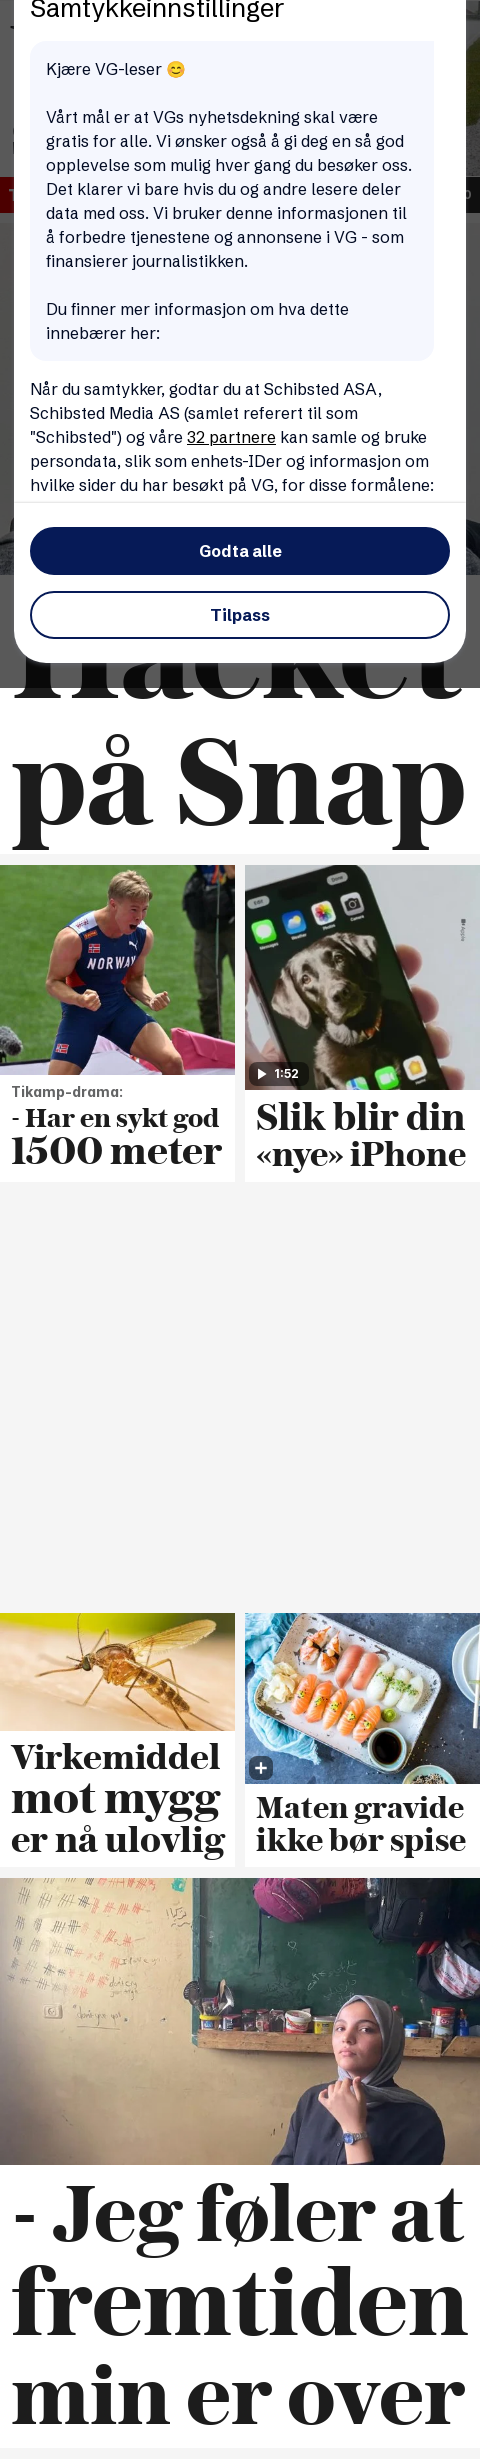 Samtykkeinnstillinger
Kjære VG-leser 😊
Vårt mål er at VGs nyhetsdekning skal være
gratis for alle. Vi ønsker også å gi deg en så god
opplevelse som mulig hver gang du besøker oss.
Det klarer vi bare hvis du og andre lesere deler
data med oss. Vi bruker denne informasjonen til
å forbedre tjenestene og annonsene i VG - som
finansierer journalistikken.
Du finner mer informasjon om hva dette
innebærer her:
Når du samtykker, godtar du at Schibsted ASA,
Schibsted Media AS (samlet referert til som
"Schibsted") og våre 32 partnere kan samle og bruke
persondata, slik som enhets-IDer og informasjon om
hvilke sider du har besøkt på VG, for disse formålene:
Godta alle
Tilpass
på Snap
NORWAY
Edit
Done
Messages
Weather
Photos
Camera
Apple
1:52
Tikamp-drama:
- Har en sykt god
1500 meter
Slik blir din
«nye» iPhone
Virkemiddel
mot mygg
er nå ulovlig
Maten gravide
ikke bør spise
- Jeg føler at
fremtiden
min er over